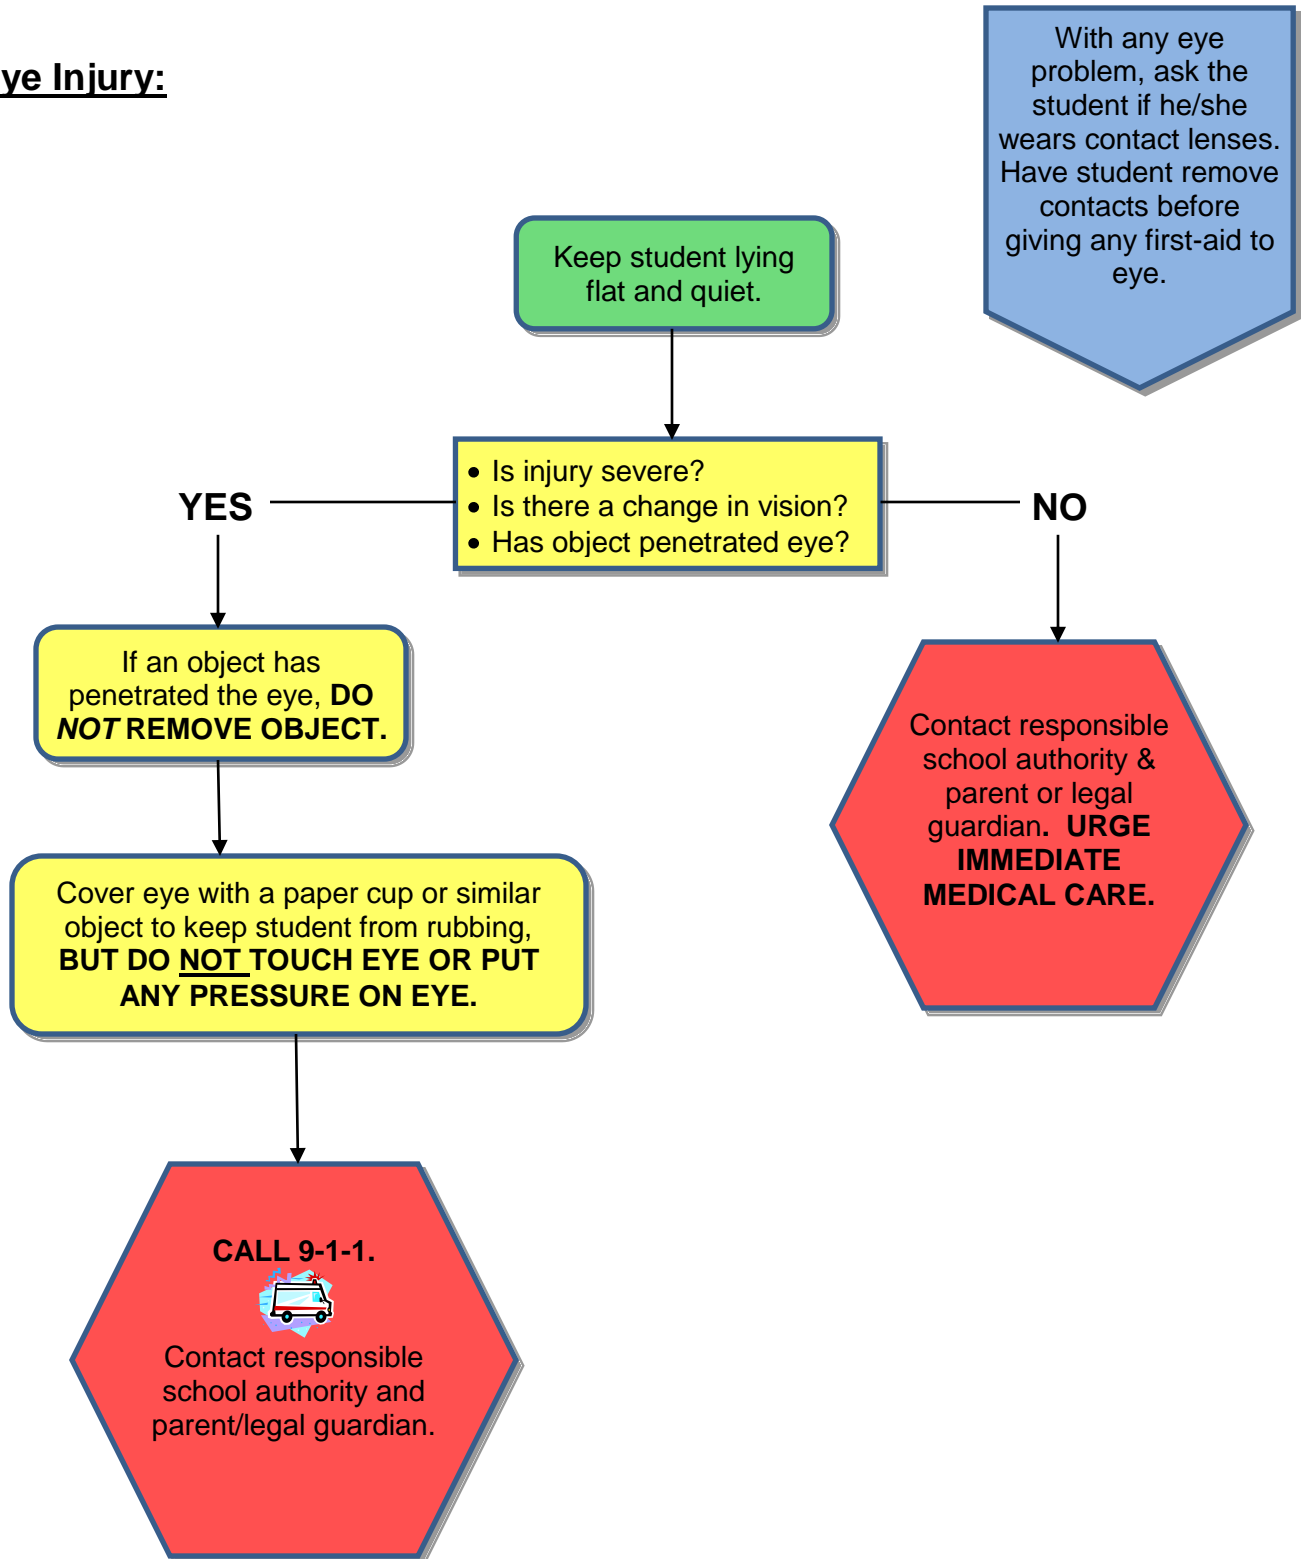 ye Injury:
With any eye
problem, ask the
student if he/she
wears contact lenses.
Have student remove
contacts before
giving any first-aid to
eye.
Keep student lying
flat and quiet.
• Is injury severe?
• Is there a change in vision?
• Has object penetrated eye?
YES
NO
If an object has
penetrated the eye, DO
NOT REMOVE OBJECT.
Contact responsible
school authority &
parent or legal
guardian. URGE
IMMEDIATE
MEDICAL CARE.
Cover eye with a paper cup or similar
object to keep student from rubbing,
BUT DO NOT TOUCH EYE OR PUT
ANY PRESSURE ON EYE.
CALL 9-1-1.
Contact responsible
school authority and
parent/legal guardian.